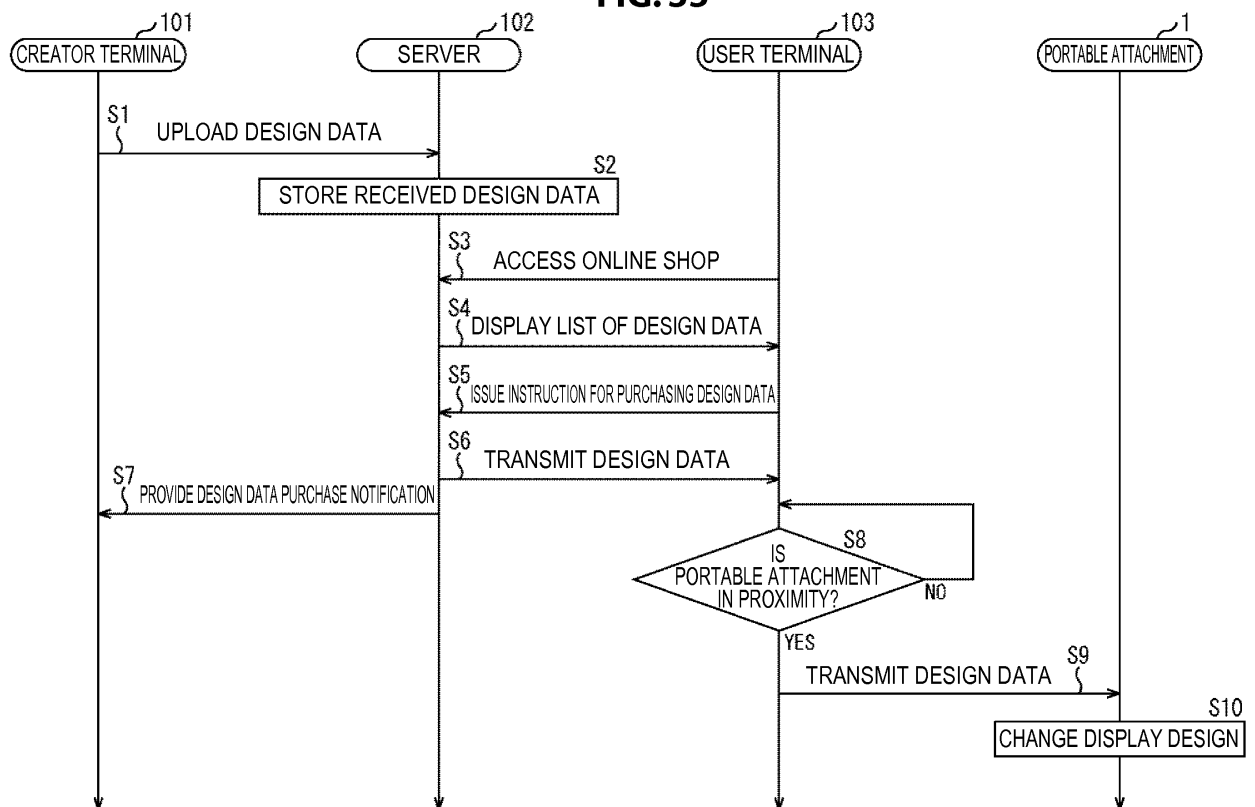 FIG.
101
102
103
1
CREATOR TERMINAL
SERVER
USER TERMINAL
PORTABLE ATTACHMENT
S1
UPLOAD DESIGN DATA
S2
STORE RECEIVED DESIGN DATA
S3
ACCESS ONLINE SHOP
S4
DISPLAY LIST OF DESIGN DATA
S5
ISSUE INSTRUCTION FOR PURCHASING DESIGN DATA
S6
TRANSMIT DESIGN DATA
S7
PROVIDE DESIGN DATA PURCHASE NOTIFICATION
S8
IS
PORTABLE ATTACHMENT
IN PROXIMITY?
NO
YES
S9
TRANSMIT DESIGN DATA
S10
CHANGE DISPLAY DESIGN